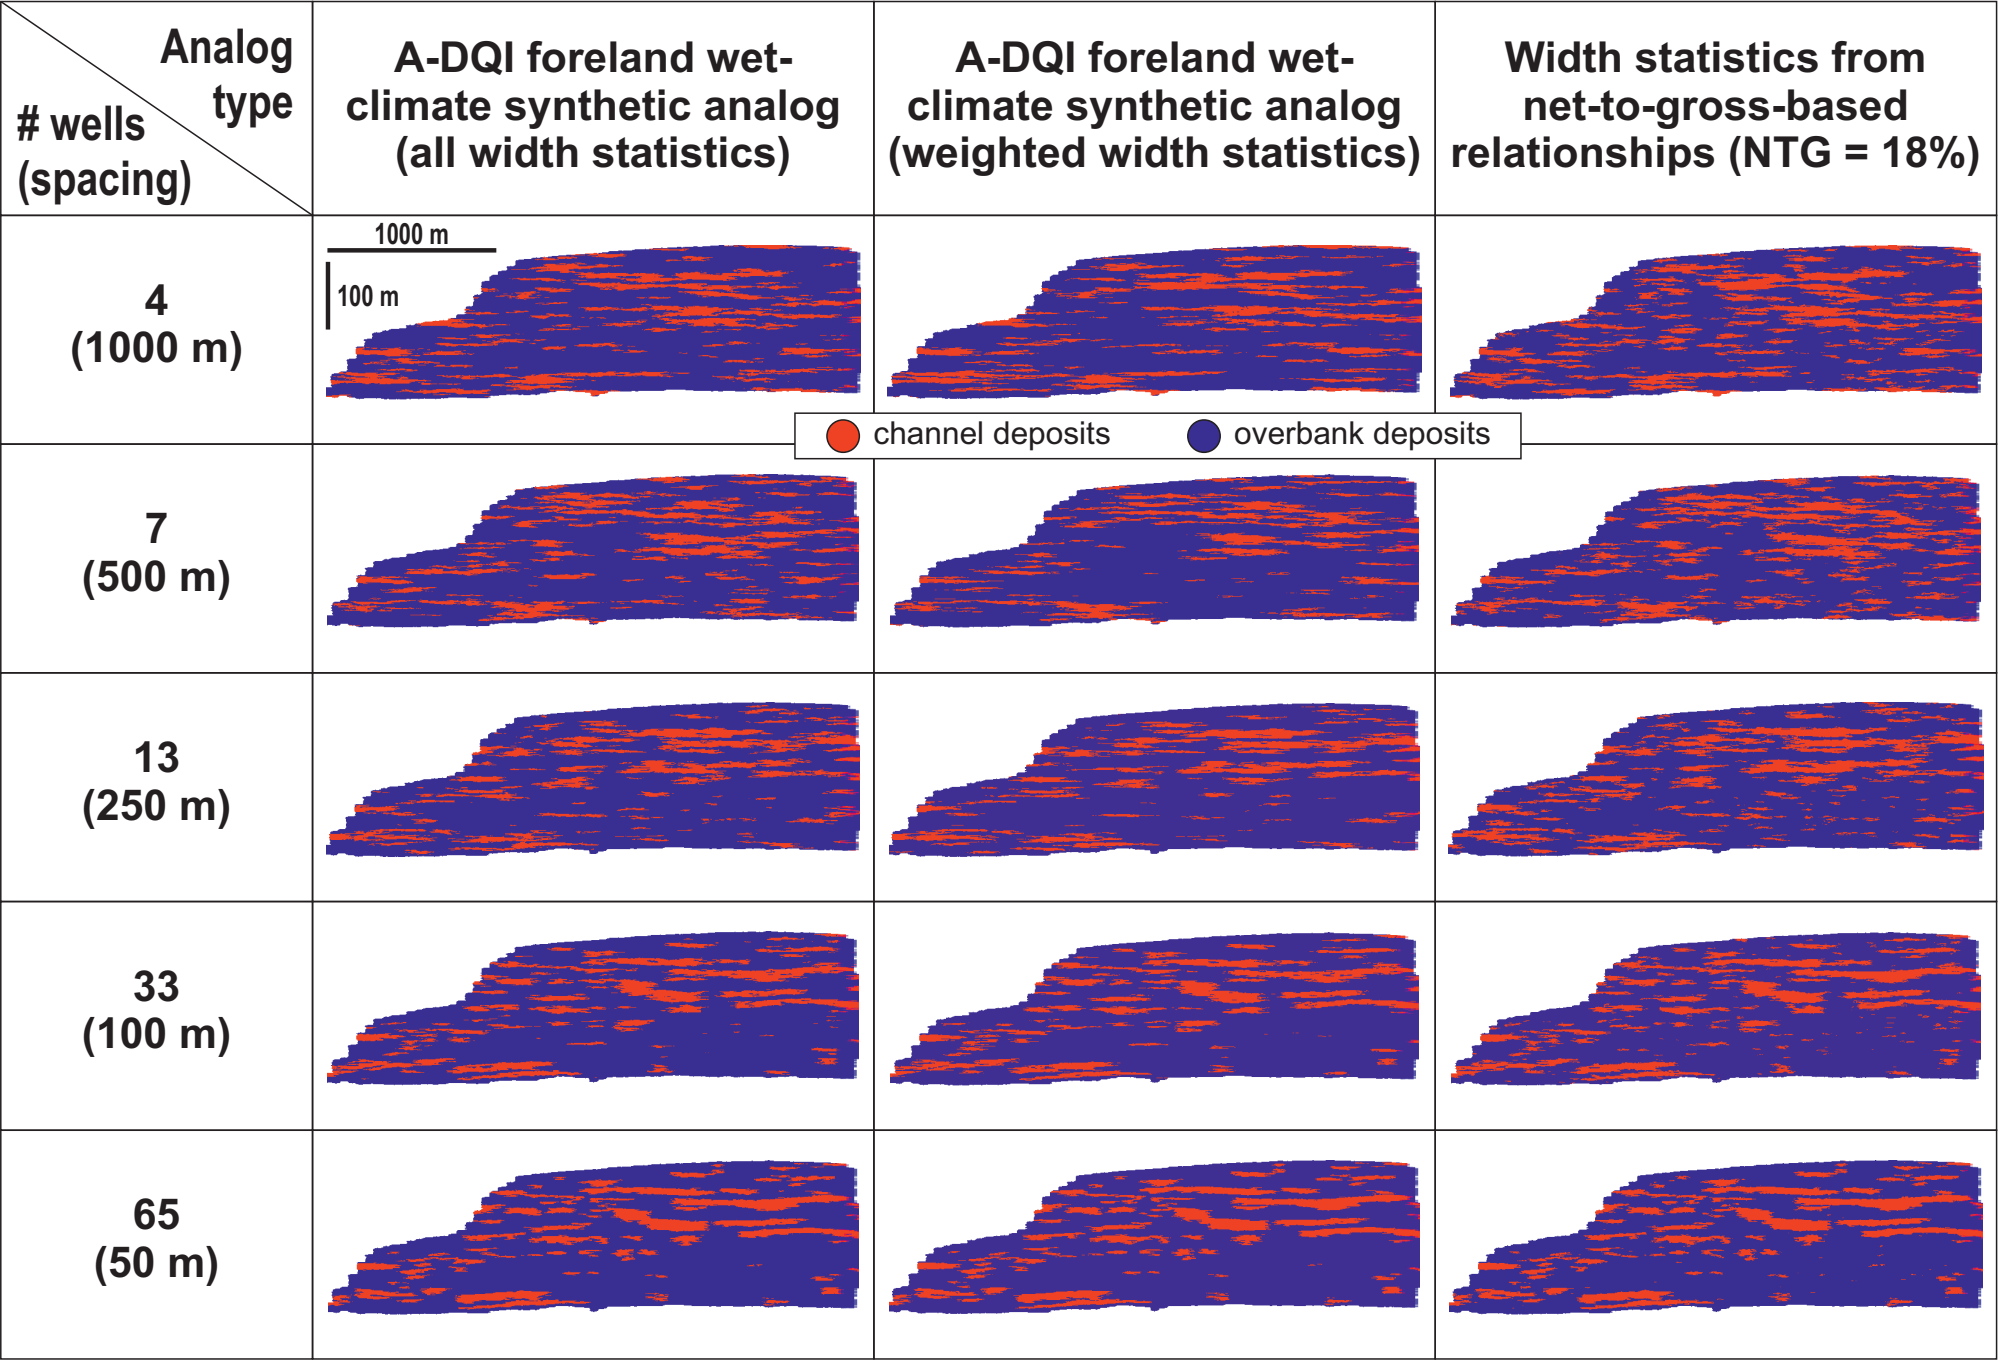 Analog
type
# wells
(spacing)
A-DQI foreland wet-
climate synthetic analog
(all width statistics)
A-DQI foreland wet-
climate synthetic analog
(weighted width statistics)
Width statistics from
net-to-gross-based
relationships (NTG = 18%)
4
(1000 m)
1000 m
100 m
channel deposits
overbank deposits
7
(500 m)
13
(250 m)
33
(100 m)
65
(50 m)